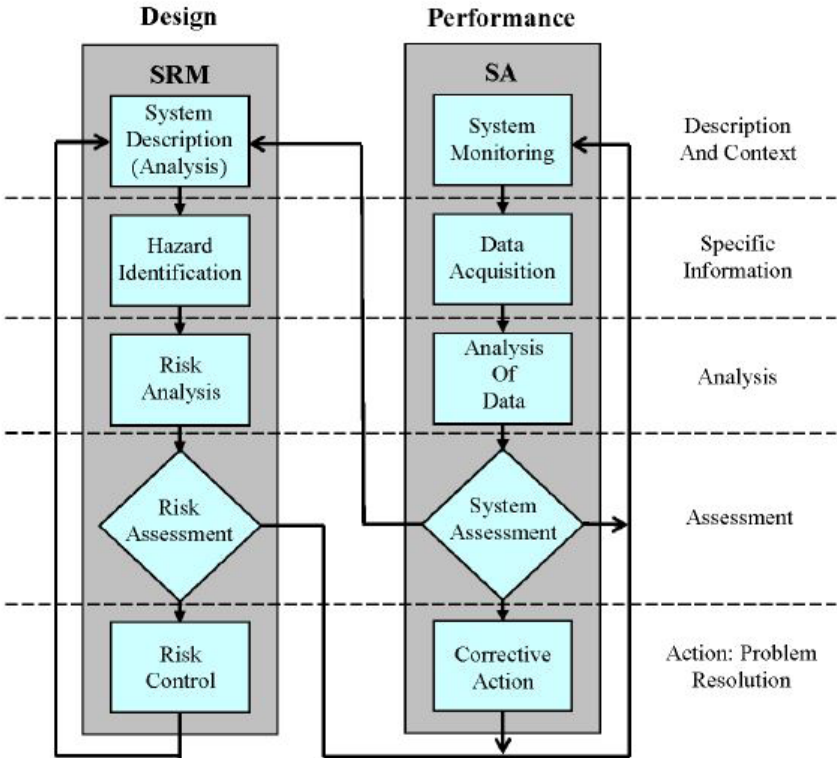 Design
Performance
SRM
SA
System
Description
(Analysis)
System
Monitoring
Description
And Context
Hazard
Identification
Data
Acquisition
Specific
Information
Risk
Analysis
Analysis
Of
Data
Analysis
Risk
Assessment
System
Assessment
Assessment
Risk
Control
Corrective
Action
Action: Problem
Resolution